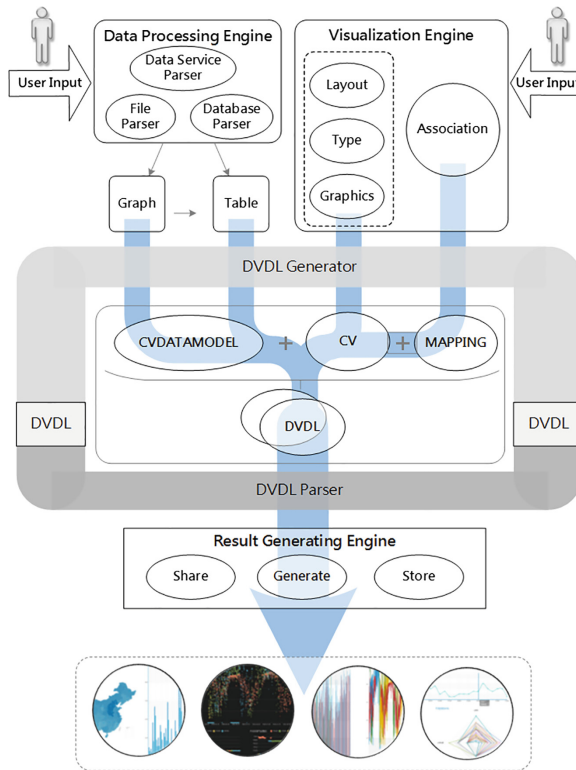 Data Processing Engine
Visualization Engine
User Input
User Input
Data Service
Parser
File
Parser
Database
Parser
Layout
Type
Graphics
Association
Graph
Table
DVDL Generator
CVDATAMODEL
+
CV
+
MAPPING
DVDL
DVDL
DVDL
DVDL Parser
Result Generating Engine
Share
Generate
Store